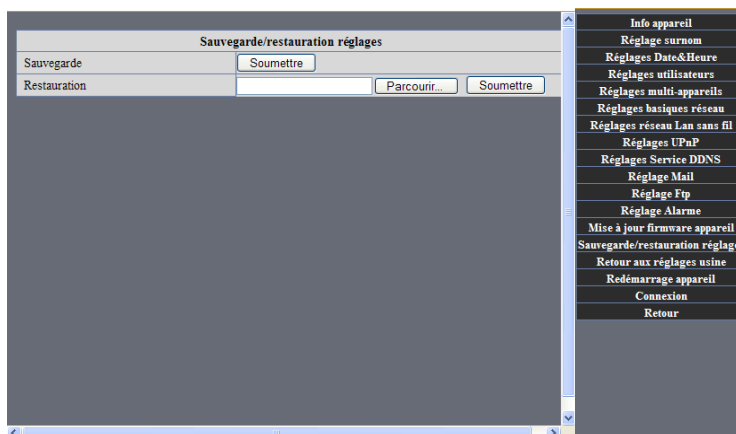 Sauvegarde/restauration réglages
Sauvegarde Soumettre
Restauration Parcourir... Soumettre
Info appareil
Réglage surnom
Réglages Date&Heure
Réglages utilisateurs
Réglages multi-appareils
Réglages basiques réseau
Réglages réseau Lan sans fil
Réglages UPnP
Réglages Service DDNS
Réglage Mail
Réglage Ftp
Réglage Alarme
Mise à jour firmware appareil
Sauvegarde/restauration réglage
Retour aux réglages usine
Redémarrage appareil
Connexion
Retour